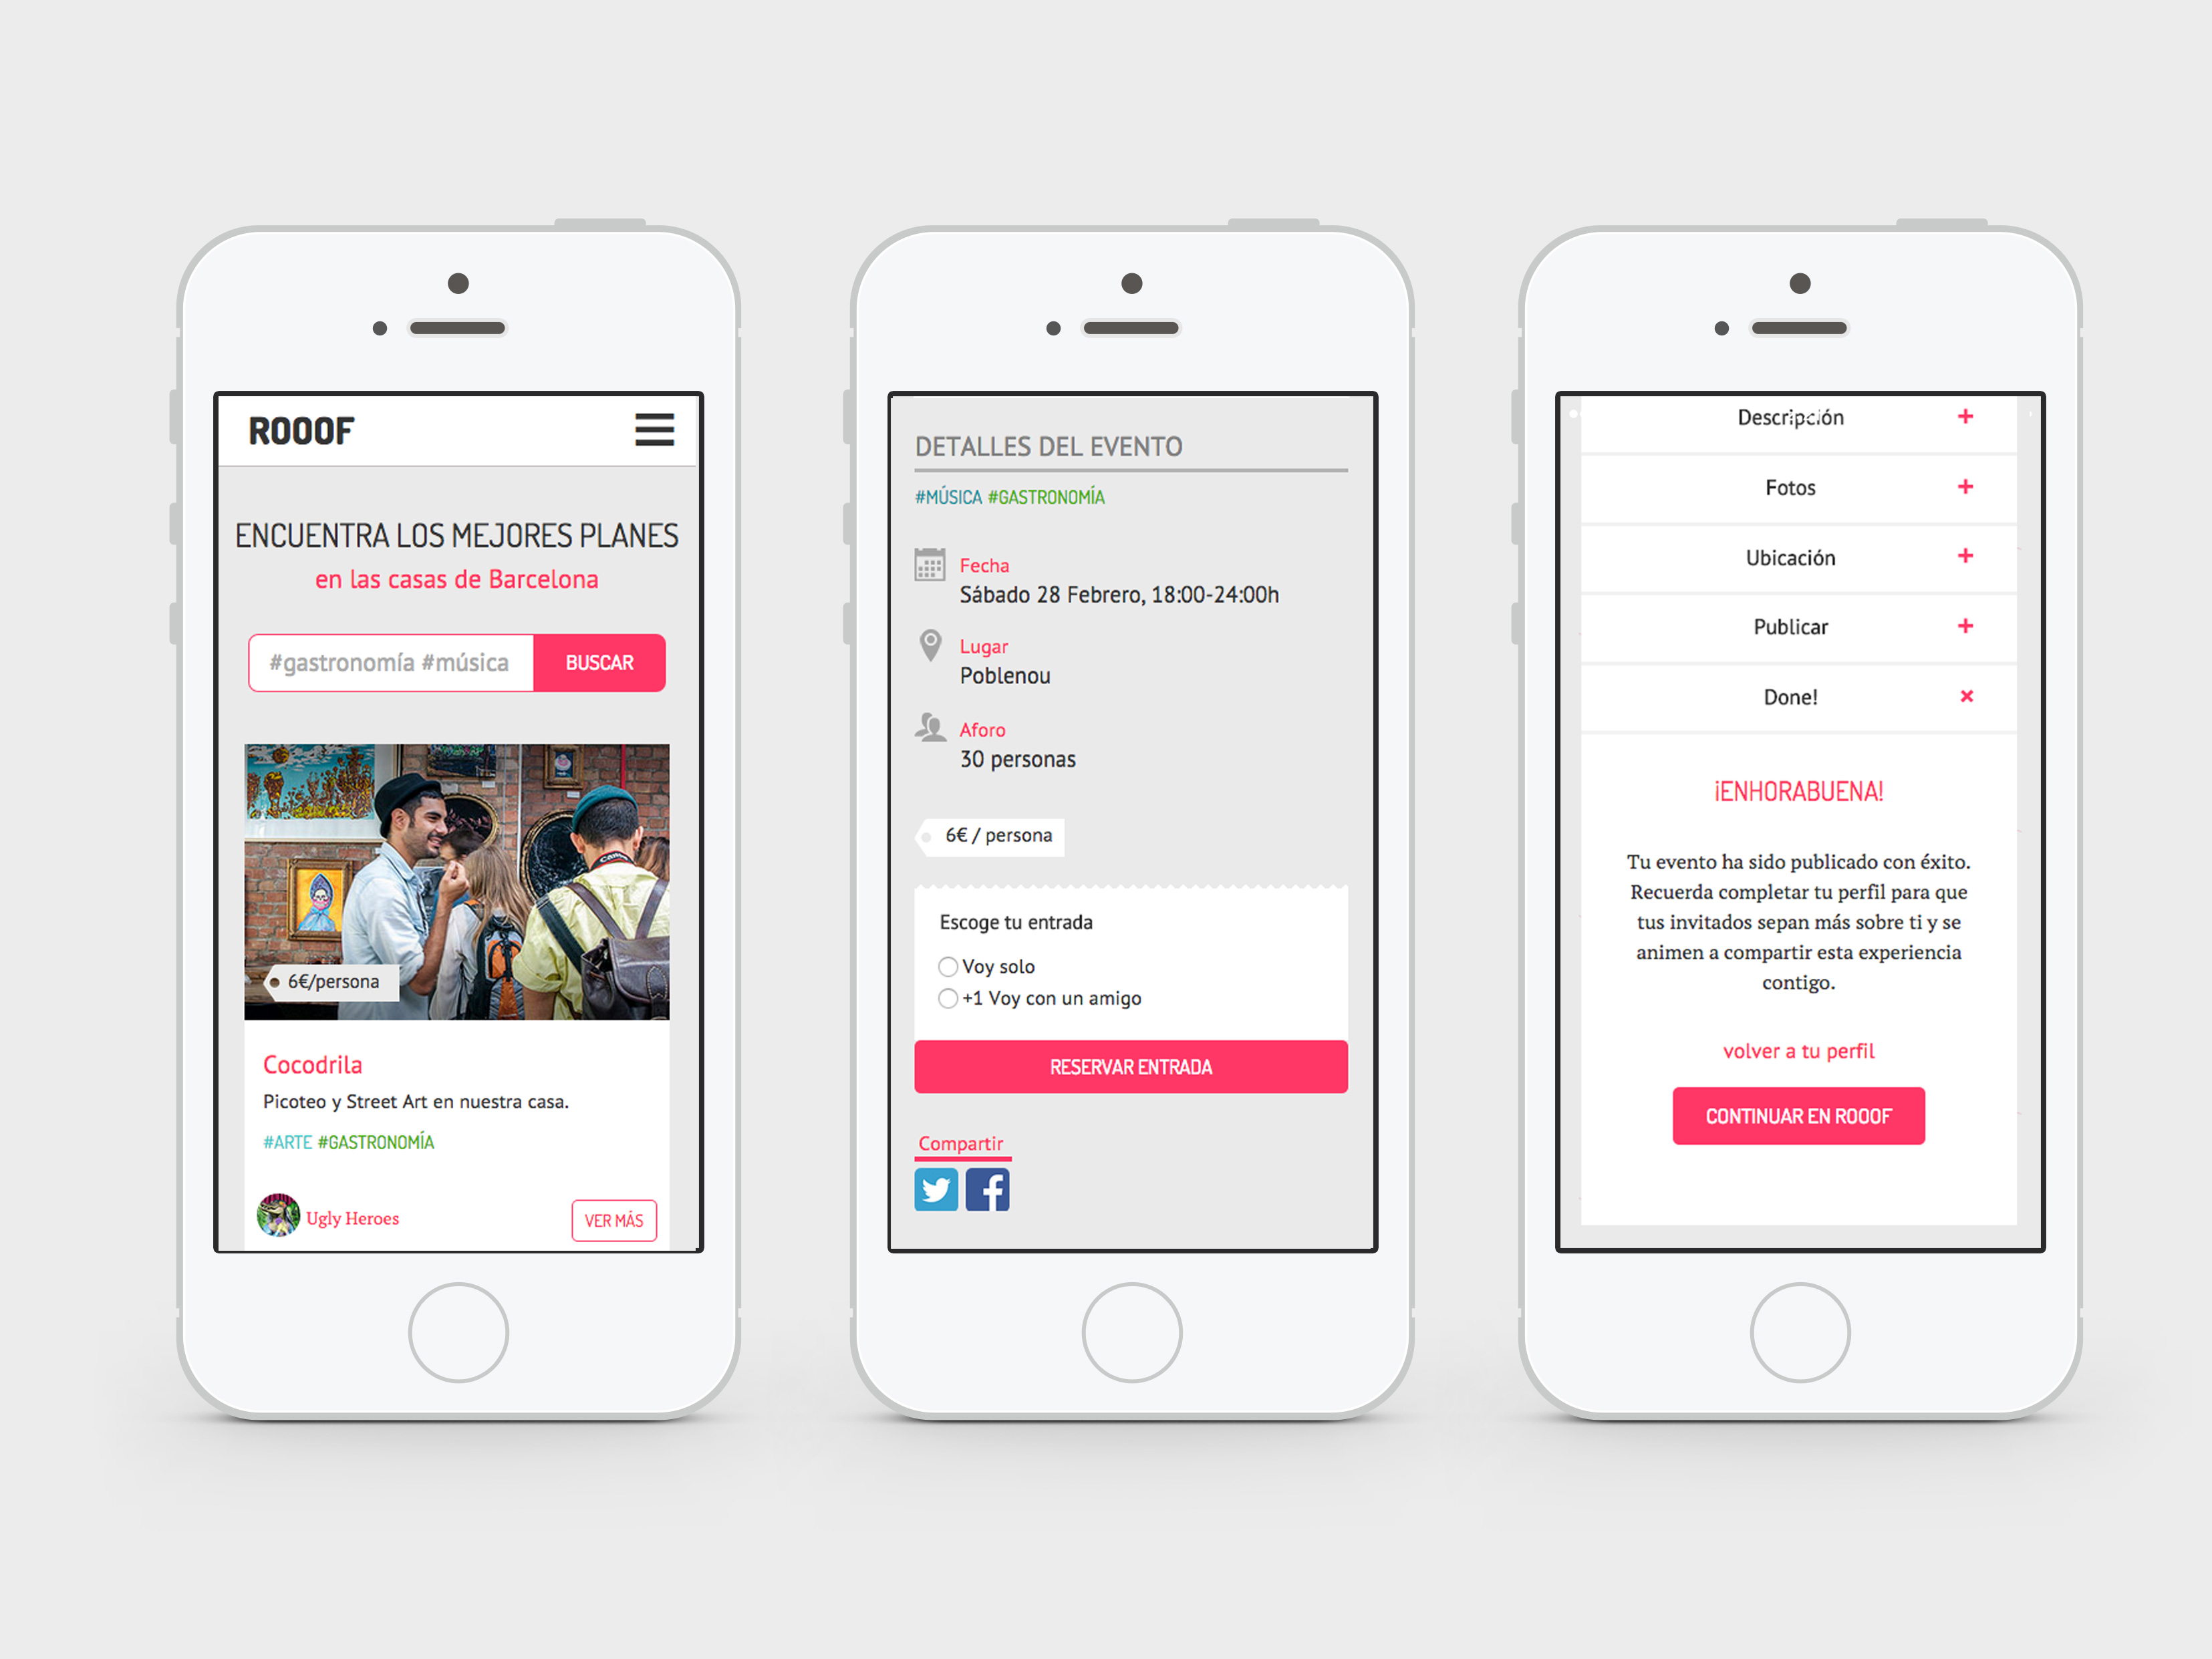 ROOOF
ENCUENTRA LOS MEJORES PLANES
en las casas de Barcelona
#gastronomía #música
BUSCAR
Canon
6€/persona
Cocodrila
Picoteo y Street Art en nuestra casa.
#ARTE #GASTRONOMÍA
Ugly Heroes
VER MÁS
DETALLES DEL EVENTO
#MÚSICA #GASTRONOMÍA
Fecha
Sábado 28 Febrero, 18:00-24:00h
Lugar
Poblenou
Aforo
30 personas
6€ / persona
Escoge tu entrada
Voy solo
+1 Voy con un amigo
RESERVAR ENTRADA
Compartir
Descripción
Fotos
Ubicación
Publicar
Done!
¡ENHORABUENA!
Tu evento ha sido publicado con éxito.
Recuerda completar tu perfil para que
tus invitados sepan más sobre ti y se
animen a compartir esta experiencia
contigo.
volver a tu perfil
CONTINUAR EN ROOOF